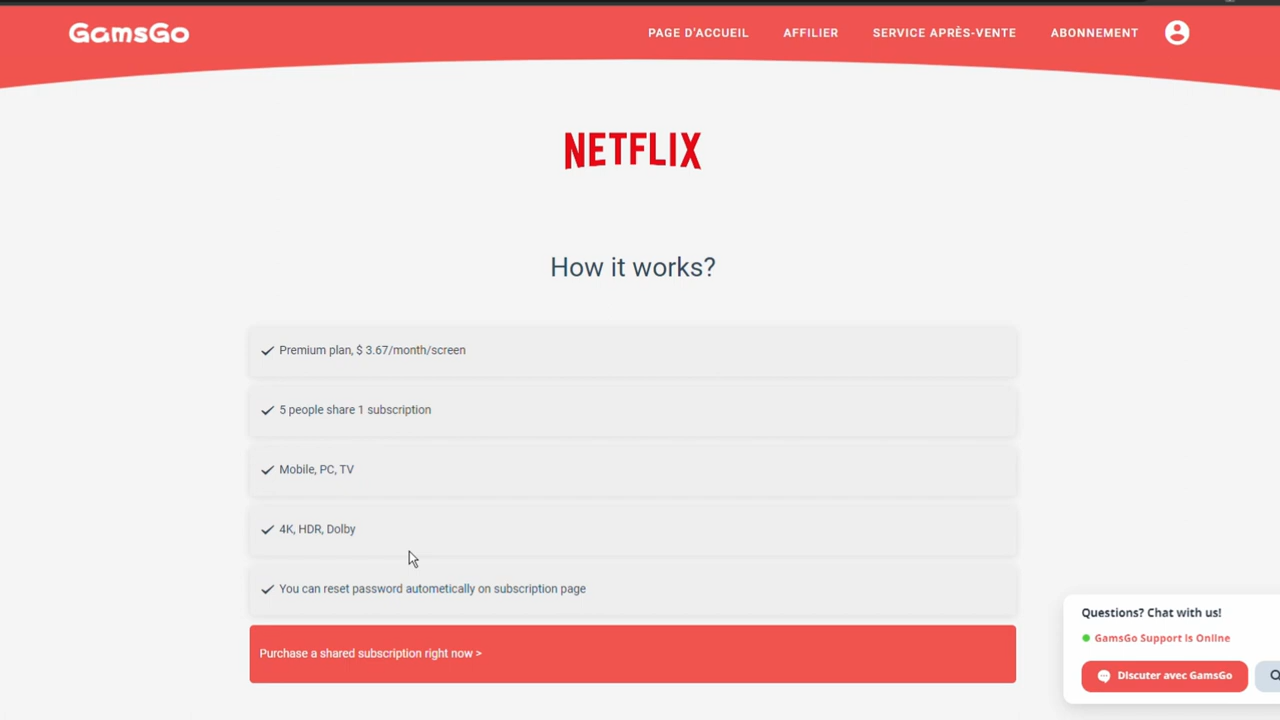 GamsGo
PAGE D'ACCUEIL
AFFILIER
SERVICE APRÈS-VENTE
ABONNEMENT
NETFLIX
How it works?
Premium plan, $ 3.67/month/screen
5 people share 1 subscription
Mobile, PC, TV
4K, HDR, Dolby
You can reset password autometically on subscription page
Purchase a shared subscription right now >
Questions? Chat with us!
GamsGo Support is Online
Discuter avec GamsGo